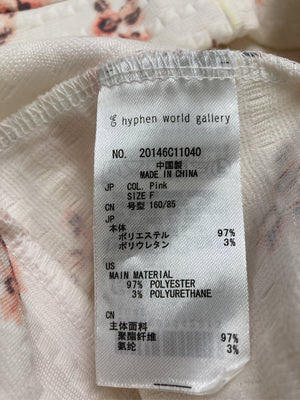 hyphen world gallery
NO. 20146C11040
中国製
MADE IN CHINA
JP COL. Pink
SIZE F
CN 号型 160/85
JP
本体
ポリエステル 97%
ポリウレタン 3%
US
MAIN MATERIAL
97% POLYESTER
3% POLYURETHANE
CN
主体面料
聚酯纤维 97%
氨纶 3%